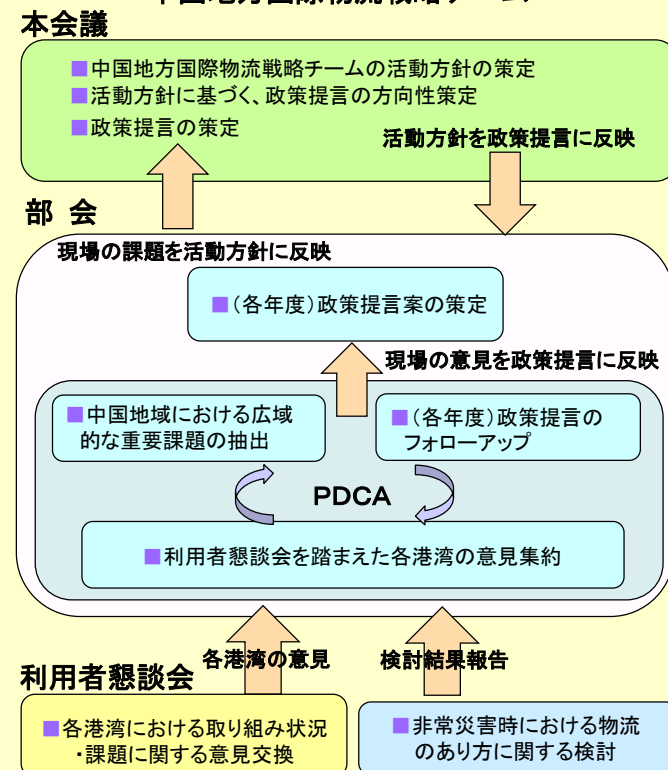 本会議
■中国地方国際物流戦略チームの活動方針の策定
■活動方針に基づく、政策提言の方向性策定
■政策提言の策定
活動方針を政策提言に反映
部 会
現場の課題を活動方針に反映
■(各年度)政策提言案の策定
現場の意見を政策提言に反映
■中国地域における広域
的な重要課題の抽出
■(各年度)政策提言の
フォローアップ
PDCA
■利用者懇談会を踏まえた各港湾の意見集約
各港湾の意見
検討結果報告
利用者懇談会
■各港湾における取り組み状況
・課題に関する意見交換
■非常災害時における物流
のあり方に関する検討